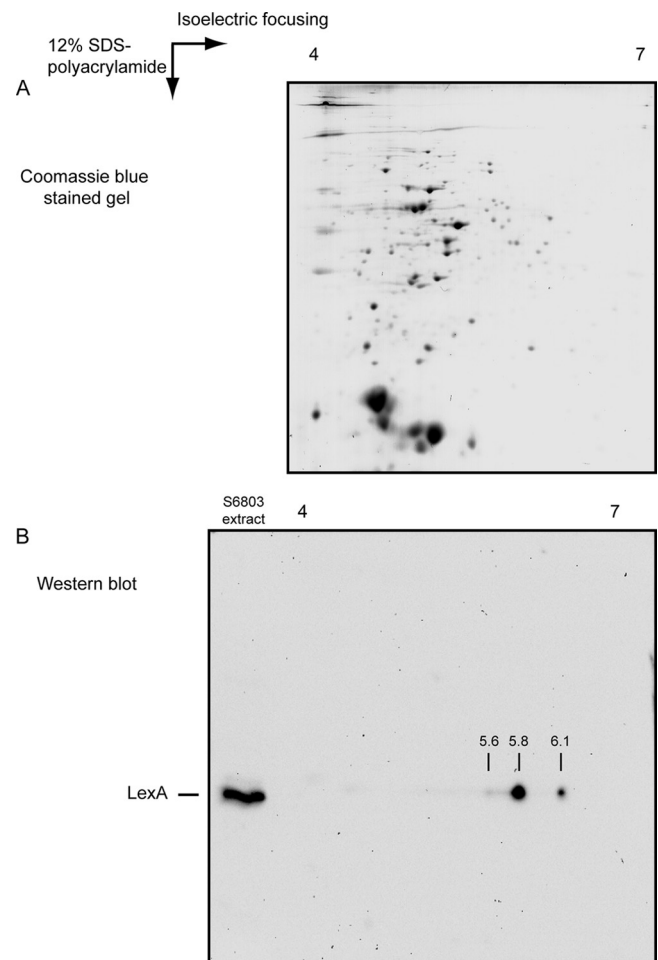 Isoelectric focusing
12% SDS-
polyacrylamide
4 7
A
Coomassie blue
stained gel
S6803
extract
4 7
B
Western blot
5.6 5.8 6.1
LexA